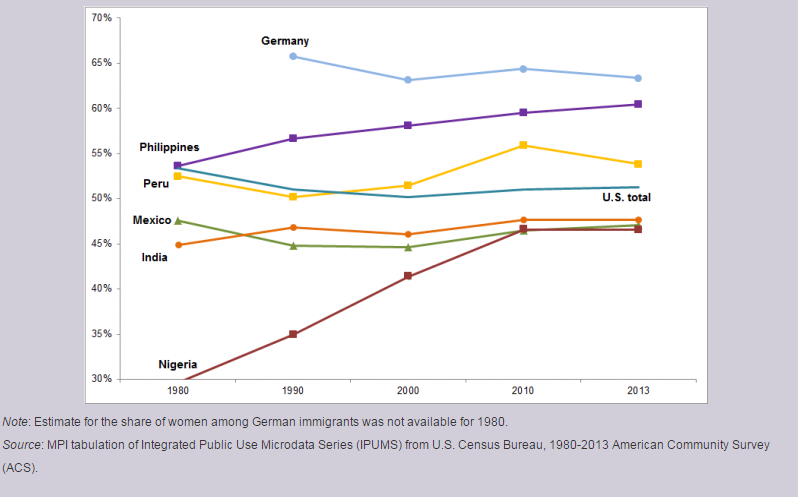 70%
Germany
65%
60%
Philippines
55%
Peru
50%
U.S. total
Mexico
45%
India
40%
35%
Nigeria
30%
1980 1990 2000 2010 2013
Note: Estimate for the share of women among German immigrants was not available for 1980.
Source: MPI tabulation of Integrated Public Use Microdata Series (IPUMS) from U.S. Census Bureau, 1980-2013 American Community Survey
(ACS).